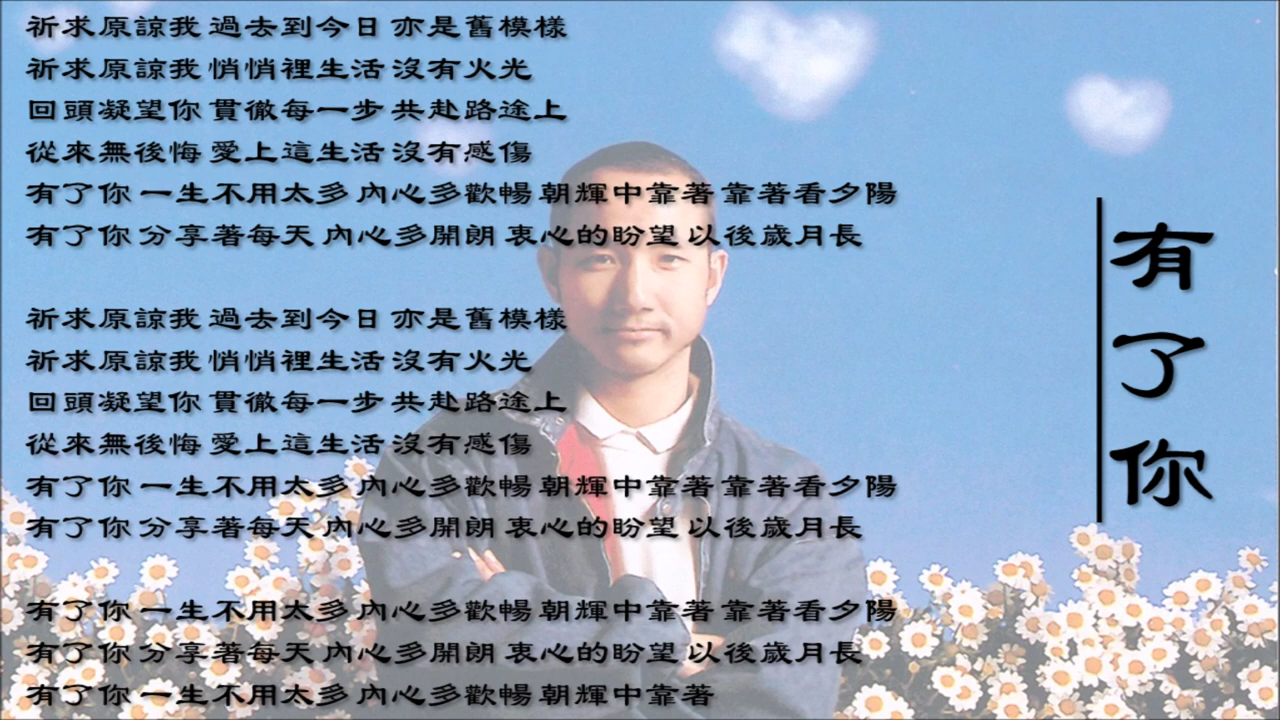 祈求原諒我 過去到今日 亦是舊模樣
祈求原諒我 悄悄裡生活 沒有火光
回頭凝望你 貫徹每一步 共赴路途上
從來無後悔 愛上這生活 沒有感傷
有了你 一生不用太多 內心多歡暢 朝輝中靠著 靠著看夕陽
有了你 分享著每天 內心多開朗 衷心的盼望 以後歲月長
祈求原諒我 過去到今日 亦是舊模樣
祈求原諒我 悄悄裡生活 沒有火光
回頭凝望你 貫徹每一步 共赴路途上
從來無後悔 愛上這生活 沒有感傷
有了你 一生不用太多 內心多歡暢 朝輝中靠著 靠著看夕陽
有了你 分享著每天 內心多開朗 衷心的盼望 以後歲月長
有了你 一生不用太多 內心多歡暢 朝輝中靠著 靠著看夕陽
有了你 分享著每天 內心多開朗 衷心的盼望 以後歲月長
有了你 一生不用太多 內心多歡暢 朝輝中靠著
有了你